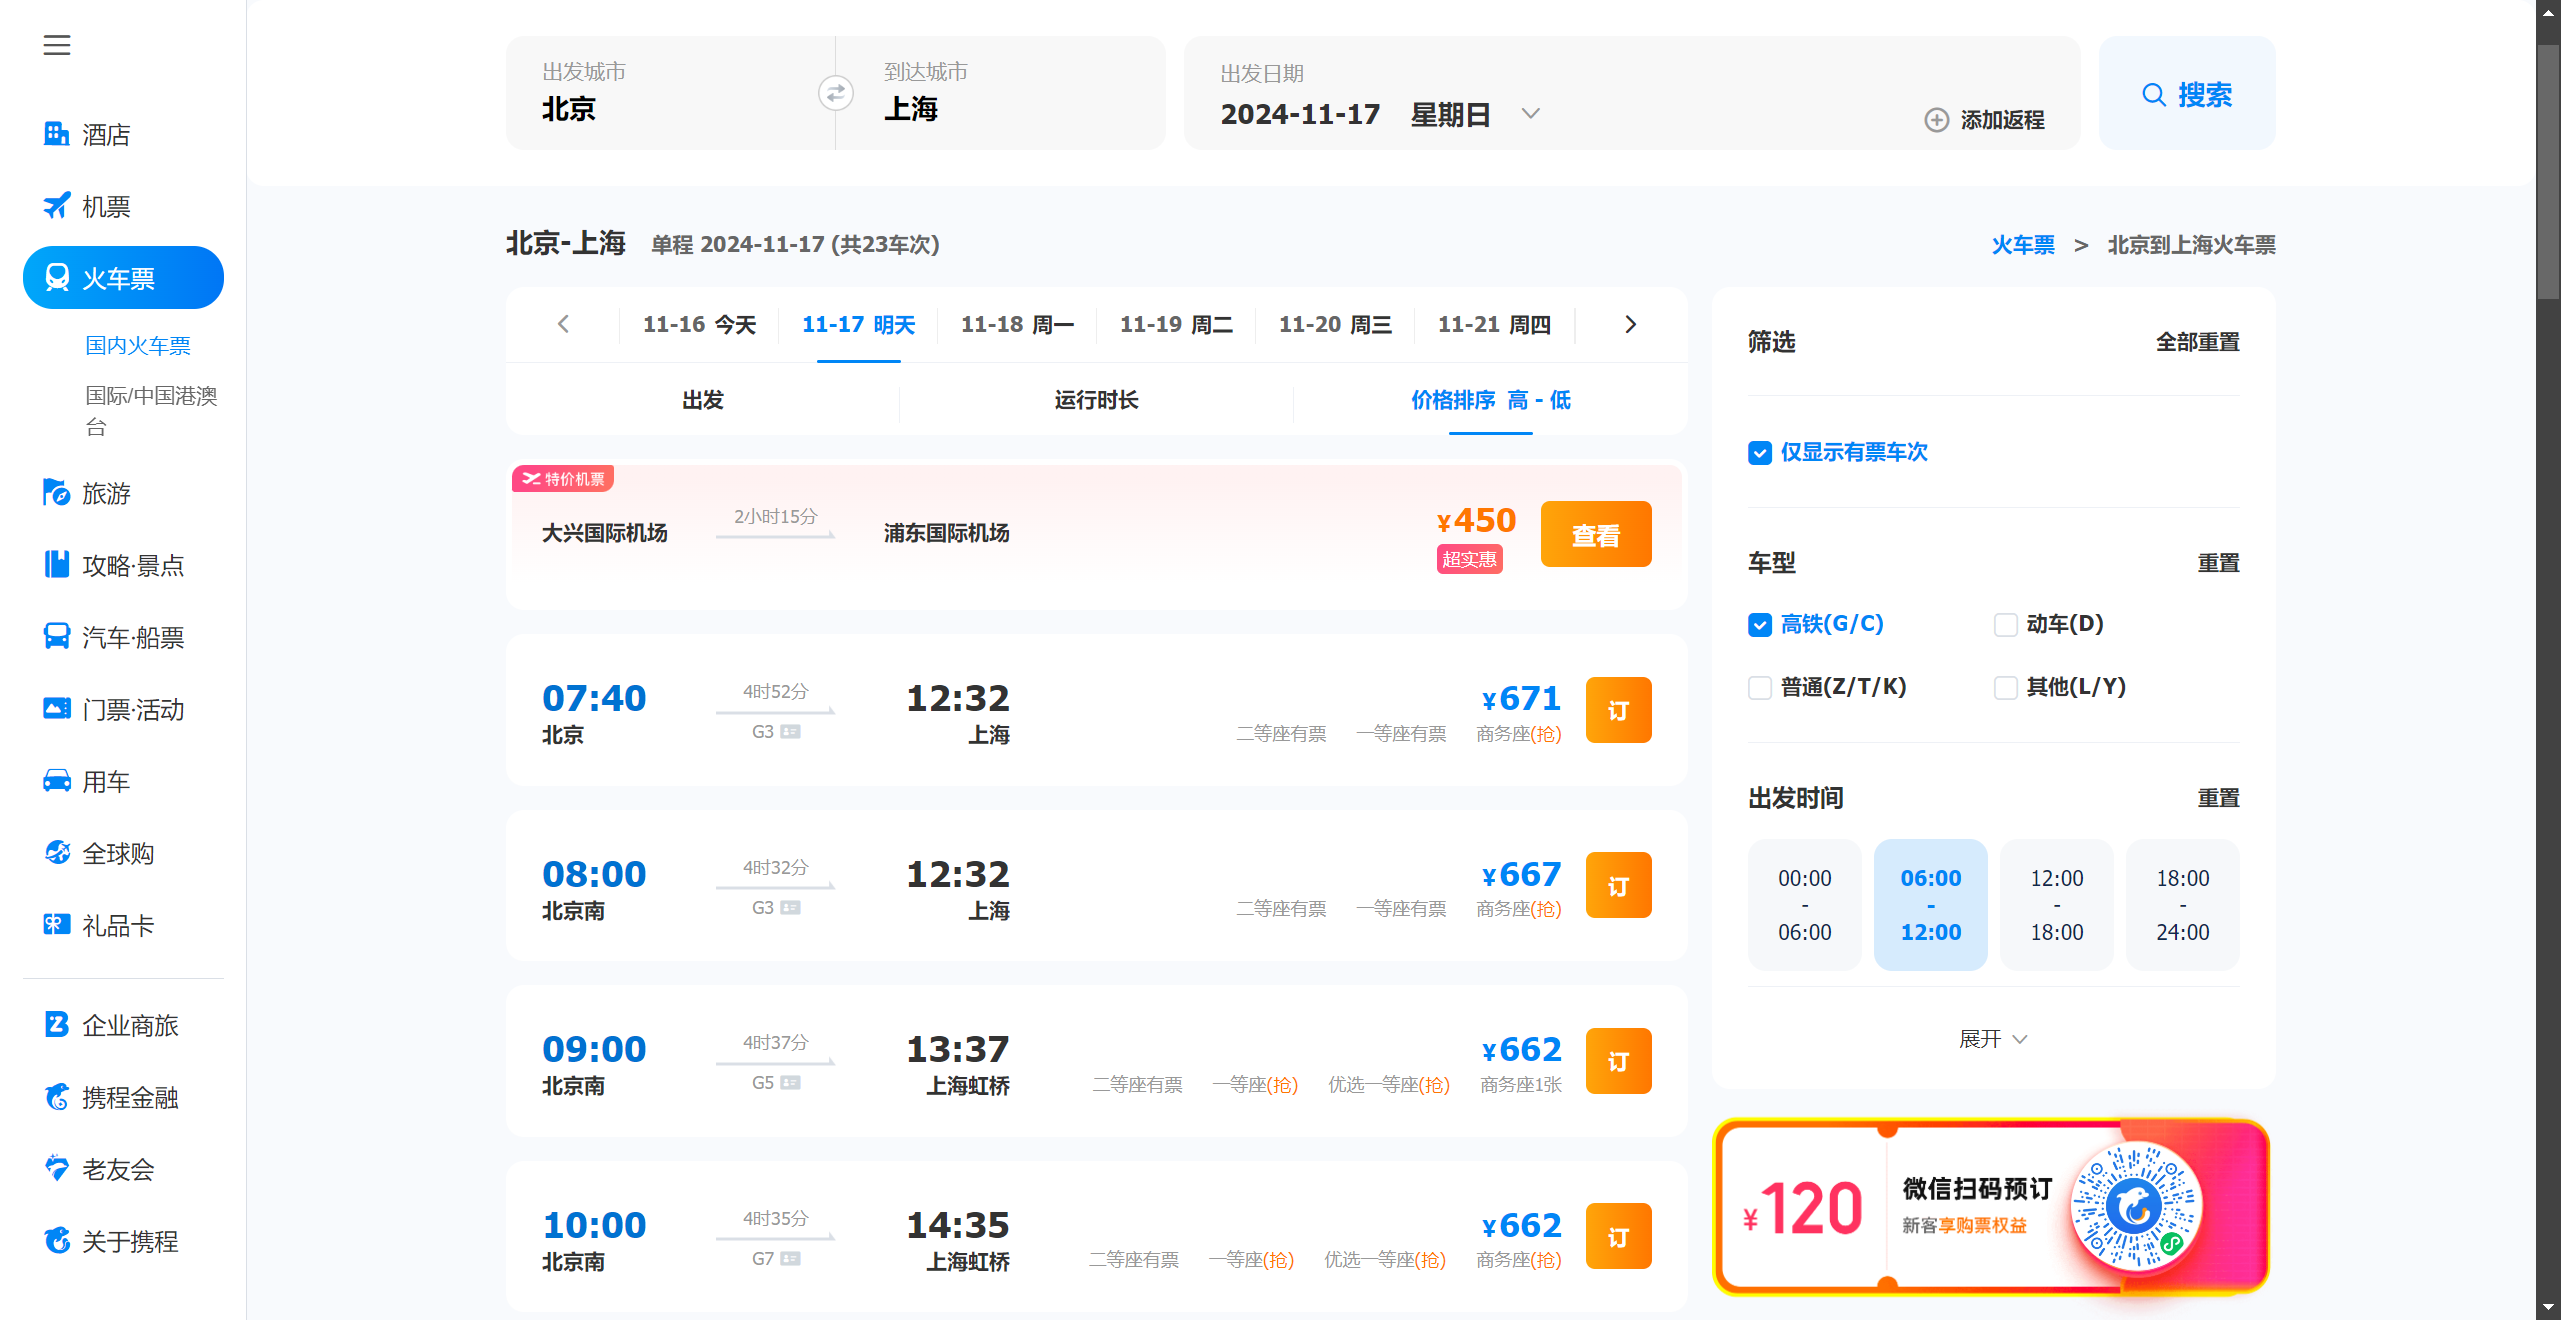 酒店
机票
火车票
国内火车票
国际/中国港澳
台
旅游
攻略·景点
汽车·船票
门票·活动
用车
全球购
礼品卡
企业商旅
携程金融
老友会
关于携程
出发城市
北京
到达城市
上海
出发日期
2024-11-17 星期日
添加返程
搜索
北京-上海 单程 2024-11-17 (共23车次)
火车票 > 北京到上海火车票
11-16 今天 11-17 明天 11-18 周一 11-19 周二 11-20 周三 11-21 周四
出发 运行时长 价格排序 高 - 低
特价机票
大兴国际机场 2小时15分 浦东国际机场 ¥450 查看
超实惠
07:40 4时52分 12:32 ¥671 订
北京 G3 上海 二等座有票 一等座有票 商务座(抢)
08:00 4时32分 12:32 ¥667 订
北京南 G3 上海 二等座有票 一等座有票 商务座(抢)
09:00 4时37分 13:37 ¥662 订
北京南 G5 上海虹桥 二等座有票 一等座(抢) 优选一等座(抢) 商务座1张
10:00 4时35分 14:35 ¥662 订
北京南 G7 上海虹桥 二等座有票 一等座(抢) 优选一等座(抢) 商务座(抢)
筛选 全部重置
仅显示有票车次
车型 重置
高铁(G/C) 动车(D)
普通(Z/T/K) 其他(L/Y)
出发时间 重置
00:00 06:00 12:00 18:00
- - - -
06:00 12:00 18:00 24:00
展开
¥120 微信扫码预订
新客享购票权益